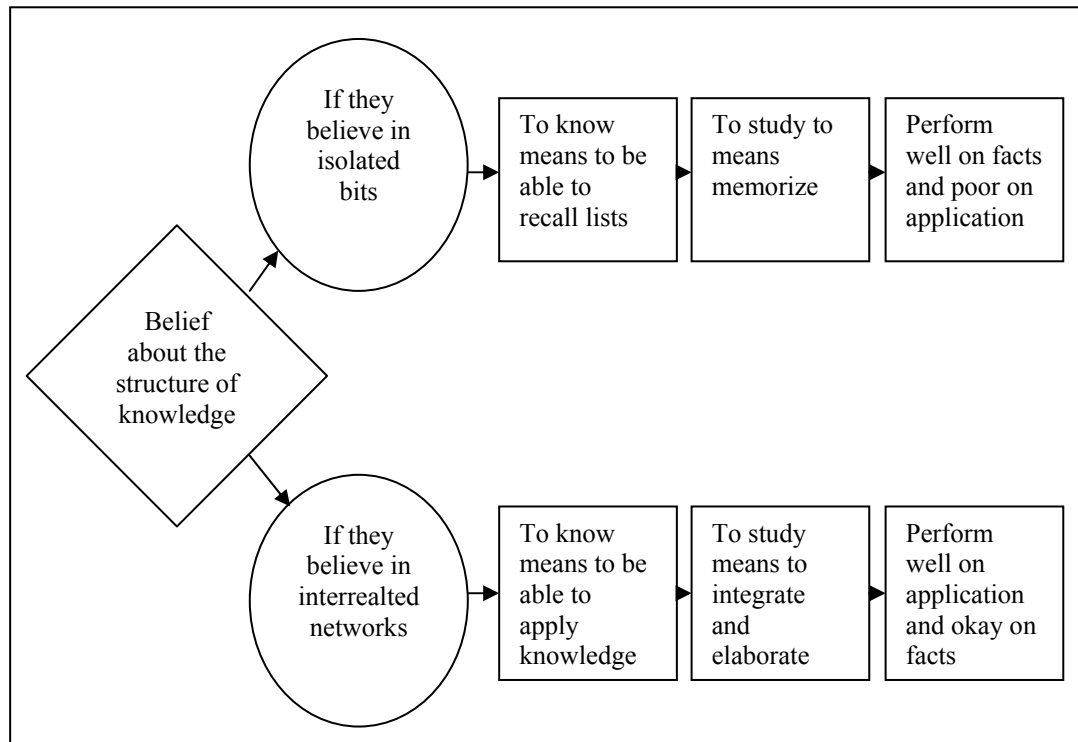 If they
believe in
isolated
bits
To know
means to be
able to
recall lists
To study to
means
memorize
Perform
well on facts
and poor on
application
Belief
about the
structure of
knowledge
If they
believe in
interrealted
networks
To know
means to be
able to
apply
knowledge
To study
means to
integrate
and
elaborate
Perform
well on
application
and okay on
facts